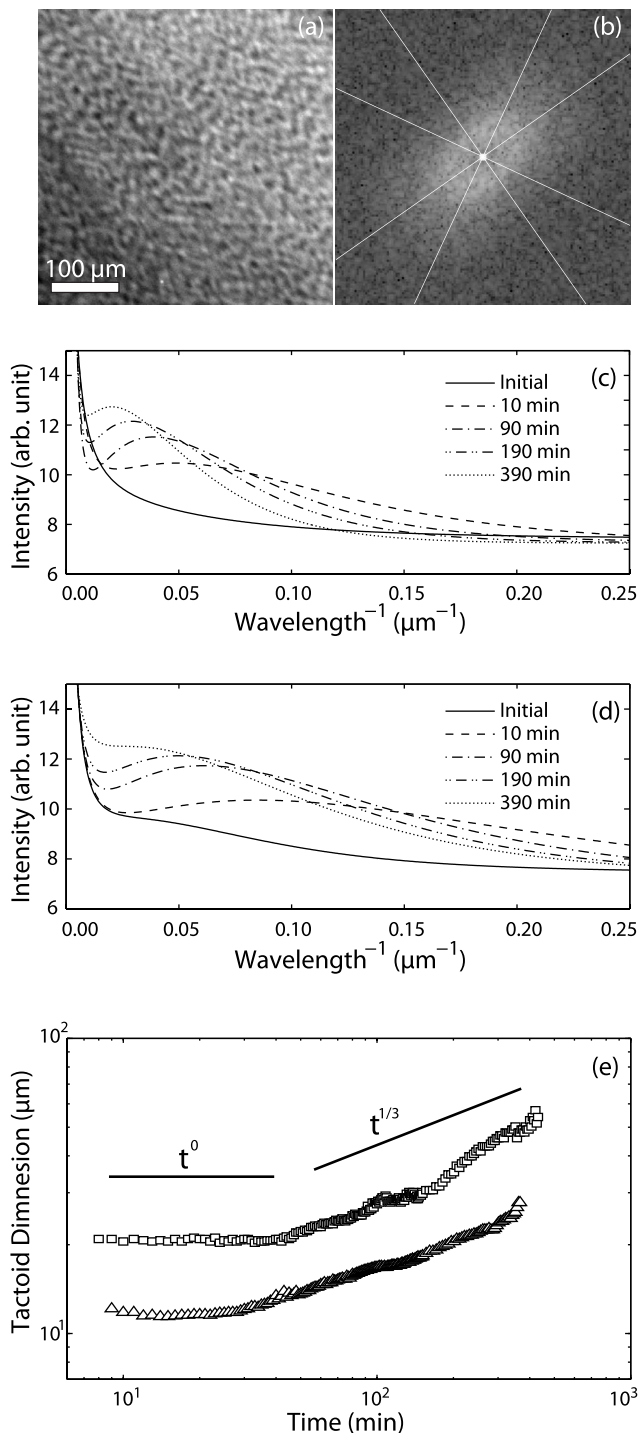 (a)
(b)
100 μm
Intensity (arb. unit)
14
12
10
8
6
0.00 0.05 0.10 0.15 0.20 0.25
Wavelength⁻¹ (μm⁻¹)
(c)
Initial
10 min
90 min
190 min
390 min
Intensity (arb. unit)
14
12
10
8
6
0.00 0.05 0.10 0.15 0.20 0.25
Wavelength⁻¹ (μm⁻¹)
(d)
Initial
10 min
90 min
190 min
390 min
Tactoid Dimnesion (μm)
10²
10¹
(e)
t⁰
t¹/³
10¹ 10² 10³
Time (min)